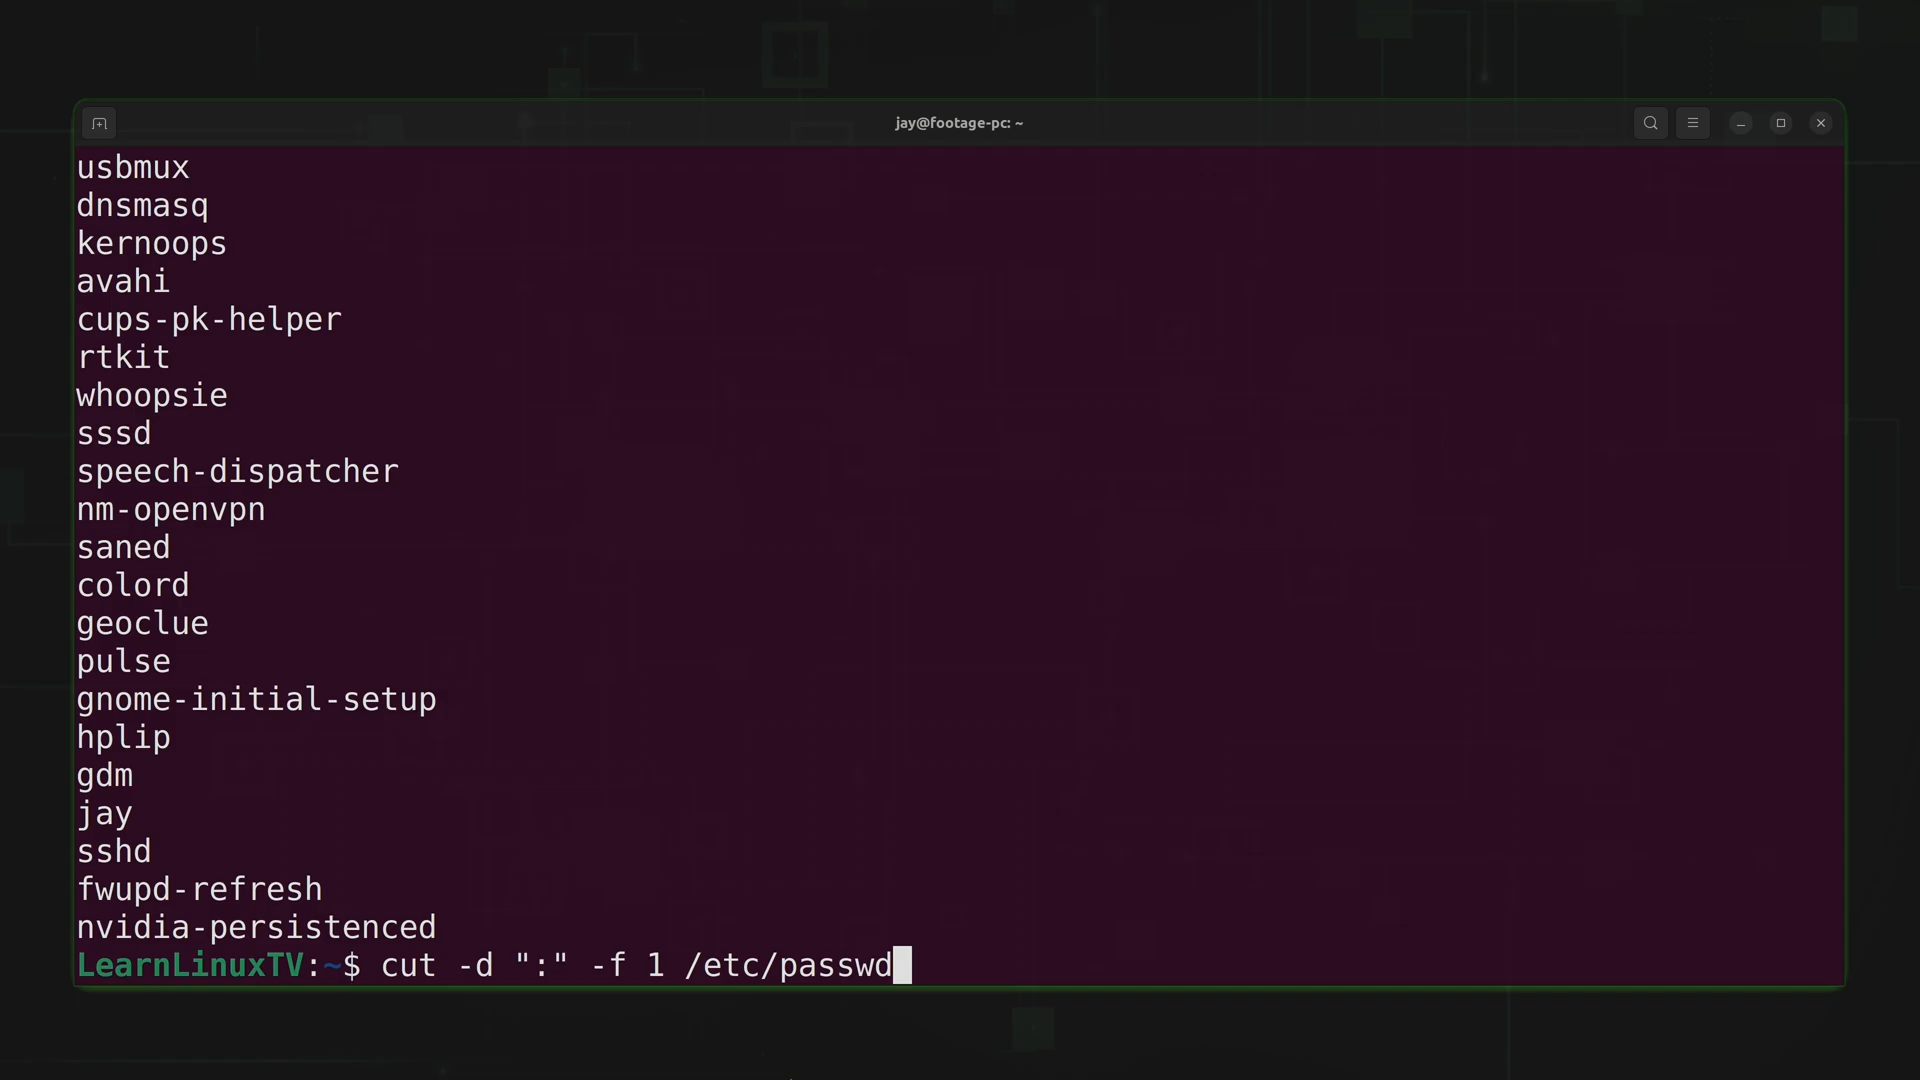 jay@footage-pc: ~
usbmux
dnsmasq
kernoops
avahi
cups-pk-helper
rtkit
whoopsie
sssd
speech-dispatcher
nm-openvpn
saned
colord
geoclue
pulse
gnome-initial-setup
hplip
gdm
jay
sshd
fwupd-refresh
nvidia-persistenced
LearnLinuxTV:~$ cut -d ":" -f 1 /etc/passwd